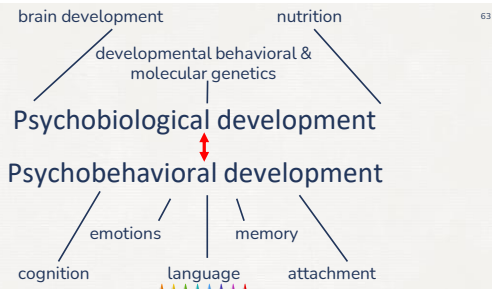 brain development
nutrition
63
developmental behavioral &
molecular genetics
Psychobiological development
Psychobehavioral development
emotions
memory
cognition
language
attachment